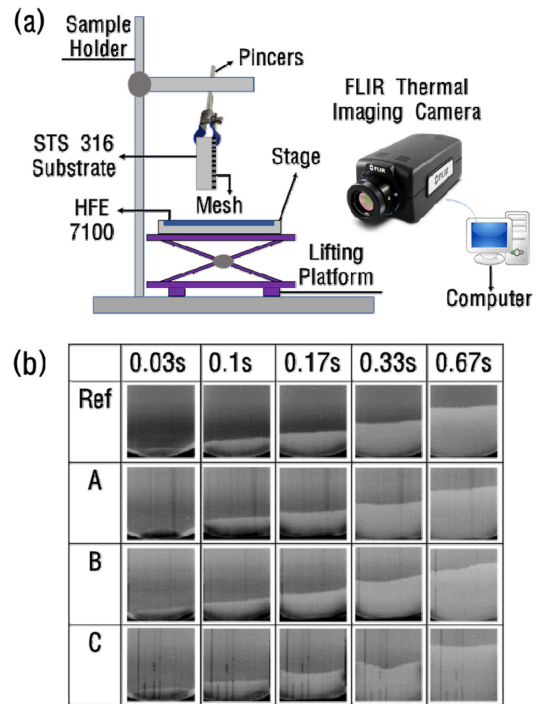 (a)
Sample
Holder
Pincers
FLIR Thermal
Imaging Camera
STS 316
Substrate
Stage
HFE
7100
Mesh
FLIR
Lifting
Platform
Computer
(b)
0.03s 0.1s 0.17s 0.33s 0.67s
Ref
A
B
C